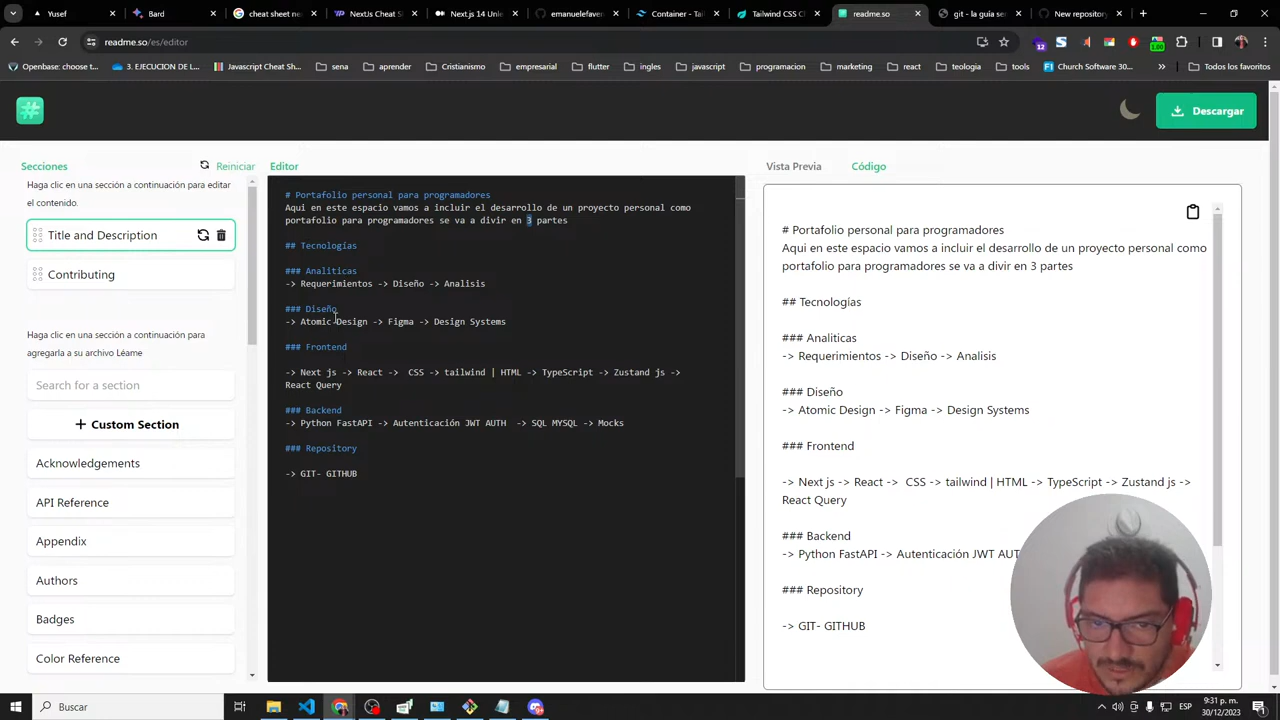 Yusef
Bard
cheat sheet ne
NextUs Cheat S
Next.js 14 Unle
emanuelefaven
Container - Tail
Tailwind CSS C
readme.so
git - la guía sen
New repository
readme.so/es/editor
12
1.00
Openbase: choose t...
3. EJECUCION DE L...
Javascript Cheat Sh...
sena
aprender
Cristianismo
empresarial
flutter
ingles
javascript
programacion
marketing
react
teologia
tools
Church Software 30...
Todos los favoritos
Descargar
Secciones
Reiniciar
Haga clic en una sección a continuación para editar
el contenido.
Title and Description
Contributing
Haga clic en una sección a continuación para
agregarla a su archivo Léame
Search for a section
+ Custom Section
Acknowledgements
API Reference
Appendix
Authors
Badges
Color Reference
Editor
# Portafolio personal para programadores
Aqui en este espacio vamos a incluir el desarrollo de un proyecto personal como
portafolio para programadores se va a divir en 3 partes
## Tecnologías
### Analiticas
-> Requerimientos -> Diseño -> Analisis
### Diseño
-> Atomic Design -> Figma -> Design Systems
### Frontend
-> Next js -> React ->  CSS -> tailwind | HTML -> TypeScript -> Zustand js ->
React Query
### Backend
-> Python FastAPI -> Autenticación JWT AUTH  -> SQL MYSQL -> Mocks
### Repository
-> GIT- GITHUB
Vista Previa
Código
# Portafolio personal para programadores
Aqui en este espacio vamos a incluir el desarrollo de un proyecto personal como
portafolio para programadores se va a divir en 3 partes
## Tecnologías
### Analiticas
-> Requerimientos -> Diseño -> Analisis
### Diseño
-> Atomic Design -> Figma -> Design Systems
### Frontend
-> Next js -> React ->  CSS -> tailwind | HTML -> TypeScript -> Zustand js ->
React Query
### Backend
-> Python FastAPI -> Autenticación JWT AUT
### Repository
-> GIT- GITHUB
Buscar
ESP
9:31 p. m.
30/12/2023